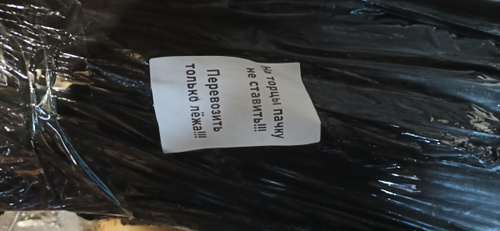 На торцы пачку
не ставить!!!
Перевозить
только лёжа!!!